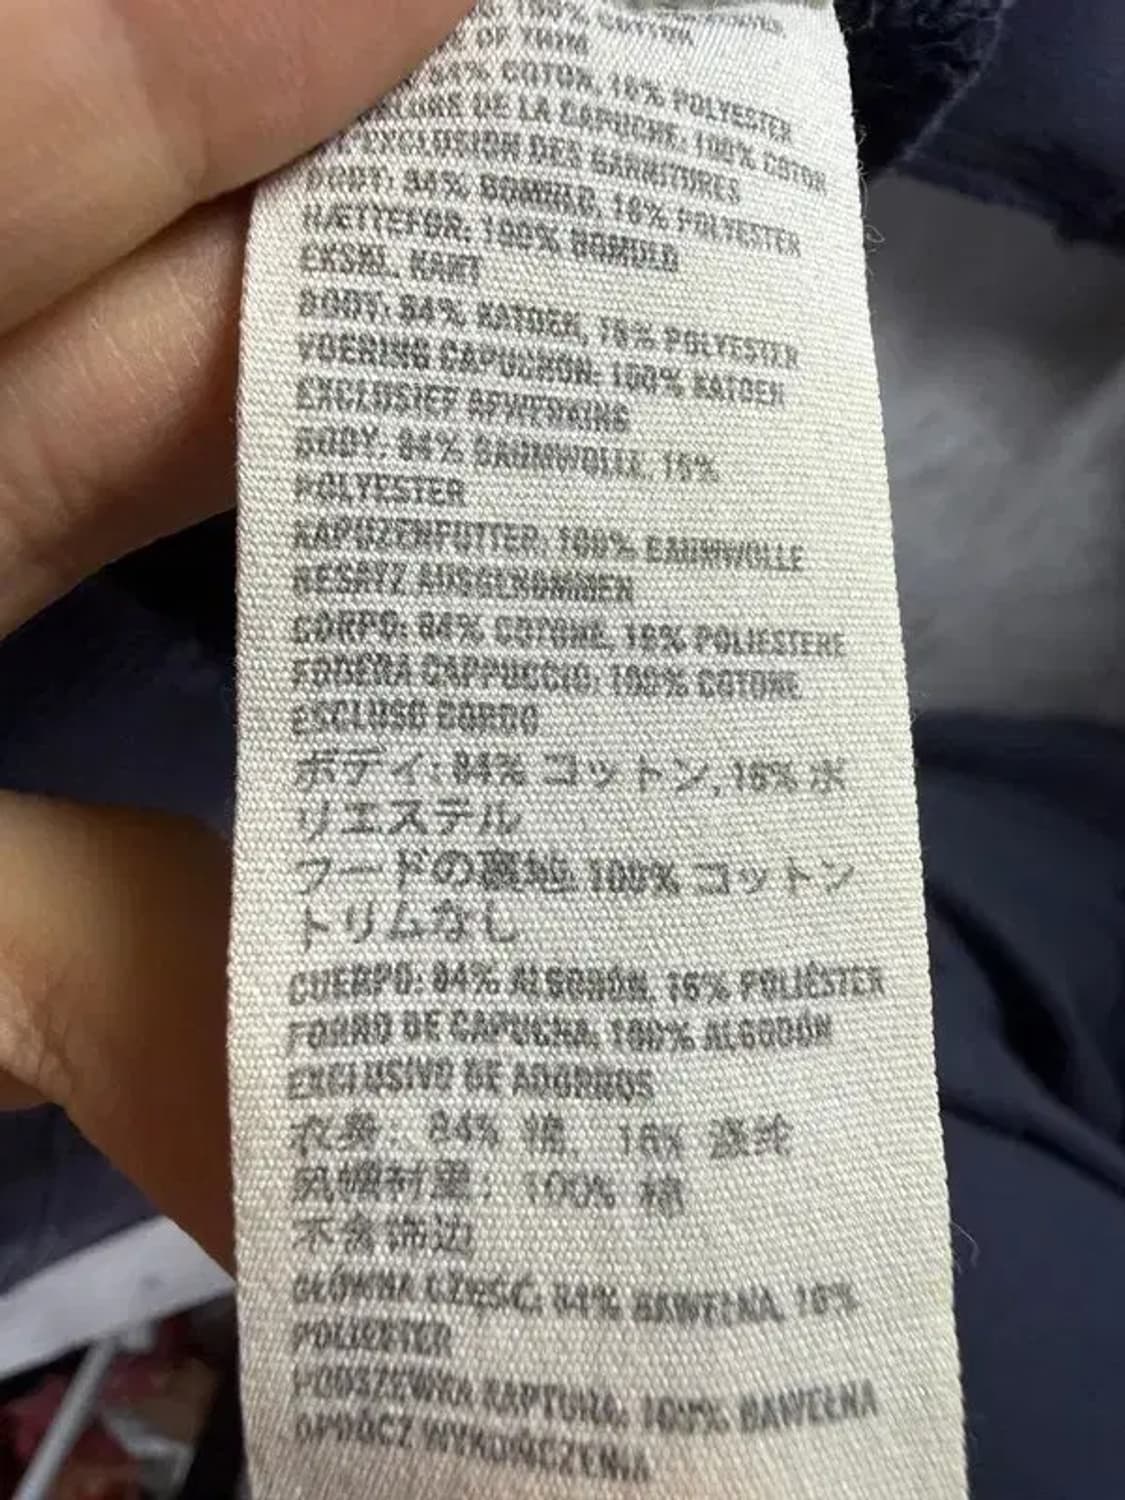 100% COTTON
OF TRIM
84% COTON, 16% POLYESTER
DE LA CAPUCHE: 100% COTON
EXCLUSION DES GARNITURES
BODY: 84% BOMULD, 16% POLYESTER
HÆTTEFOR: 100% BOMULD
EKSKL. KANT
BODY: 84% KATOEN, 16% POLYESTER
VOERING CAPUCHON: 100% KATOEN
EXCLUSIEF AFWERKING
BODY: 84% BAUMWOLLE, 16%
POLYESTER
KAPUZENFUTTER: 100% BAUMWOLLE
BESATZ AUSGENOMMEN
CORPO: 84% COTONE, 16% POLIESTERE
FODERA CAPPUCCIO: 100% COTONE
ESCLUSO BORDO
ボディ: 84% コットン, 16% ポ
リエステル
フードの裏地: 100% コットン
トリムなし
CUERPO: 84% ALGODÓN, 16% POLIÉSTER
FORRO DE CAPUCHA: 100% ALGODÓN
EXCLUSIVO DE ADORNOS
衣身: 84% 棉, 16% 涤纶
风帽材里: 100% 棉
不含饰边
GŁÓWNA CZĘŚĆ: 84% BAWEŁNA, 16%
POLIESTER
PODSZEWKA KAPTURA: 100% BAWEŁNA
OPRÓCZ WYKOŃCZENIA